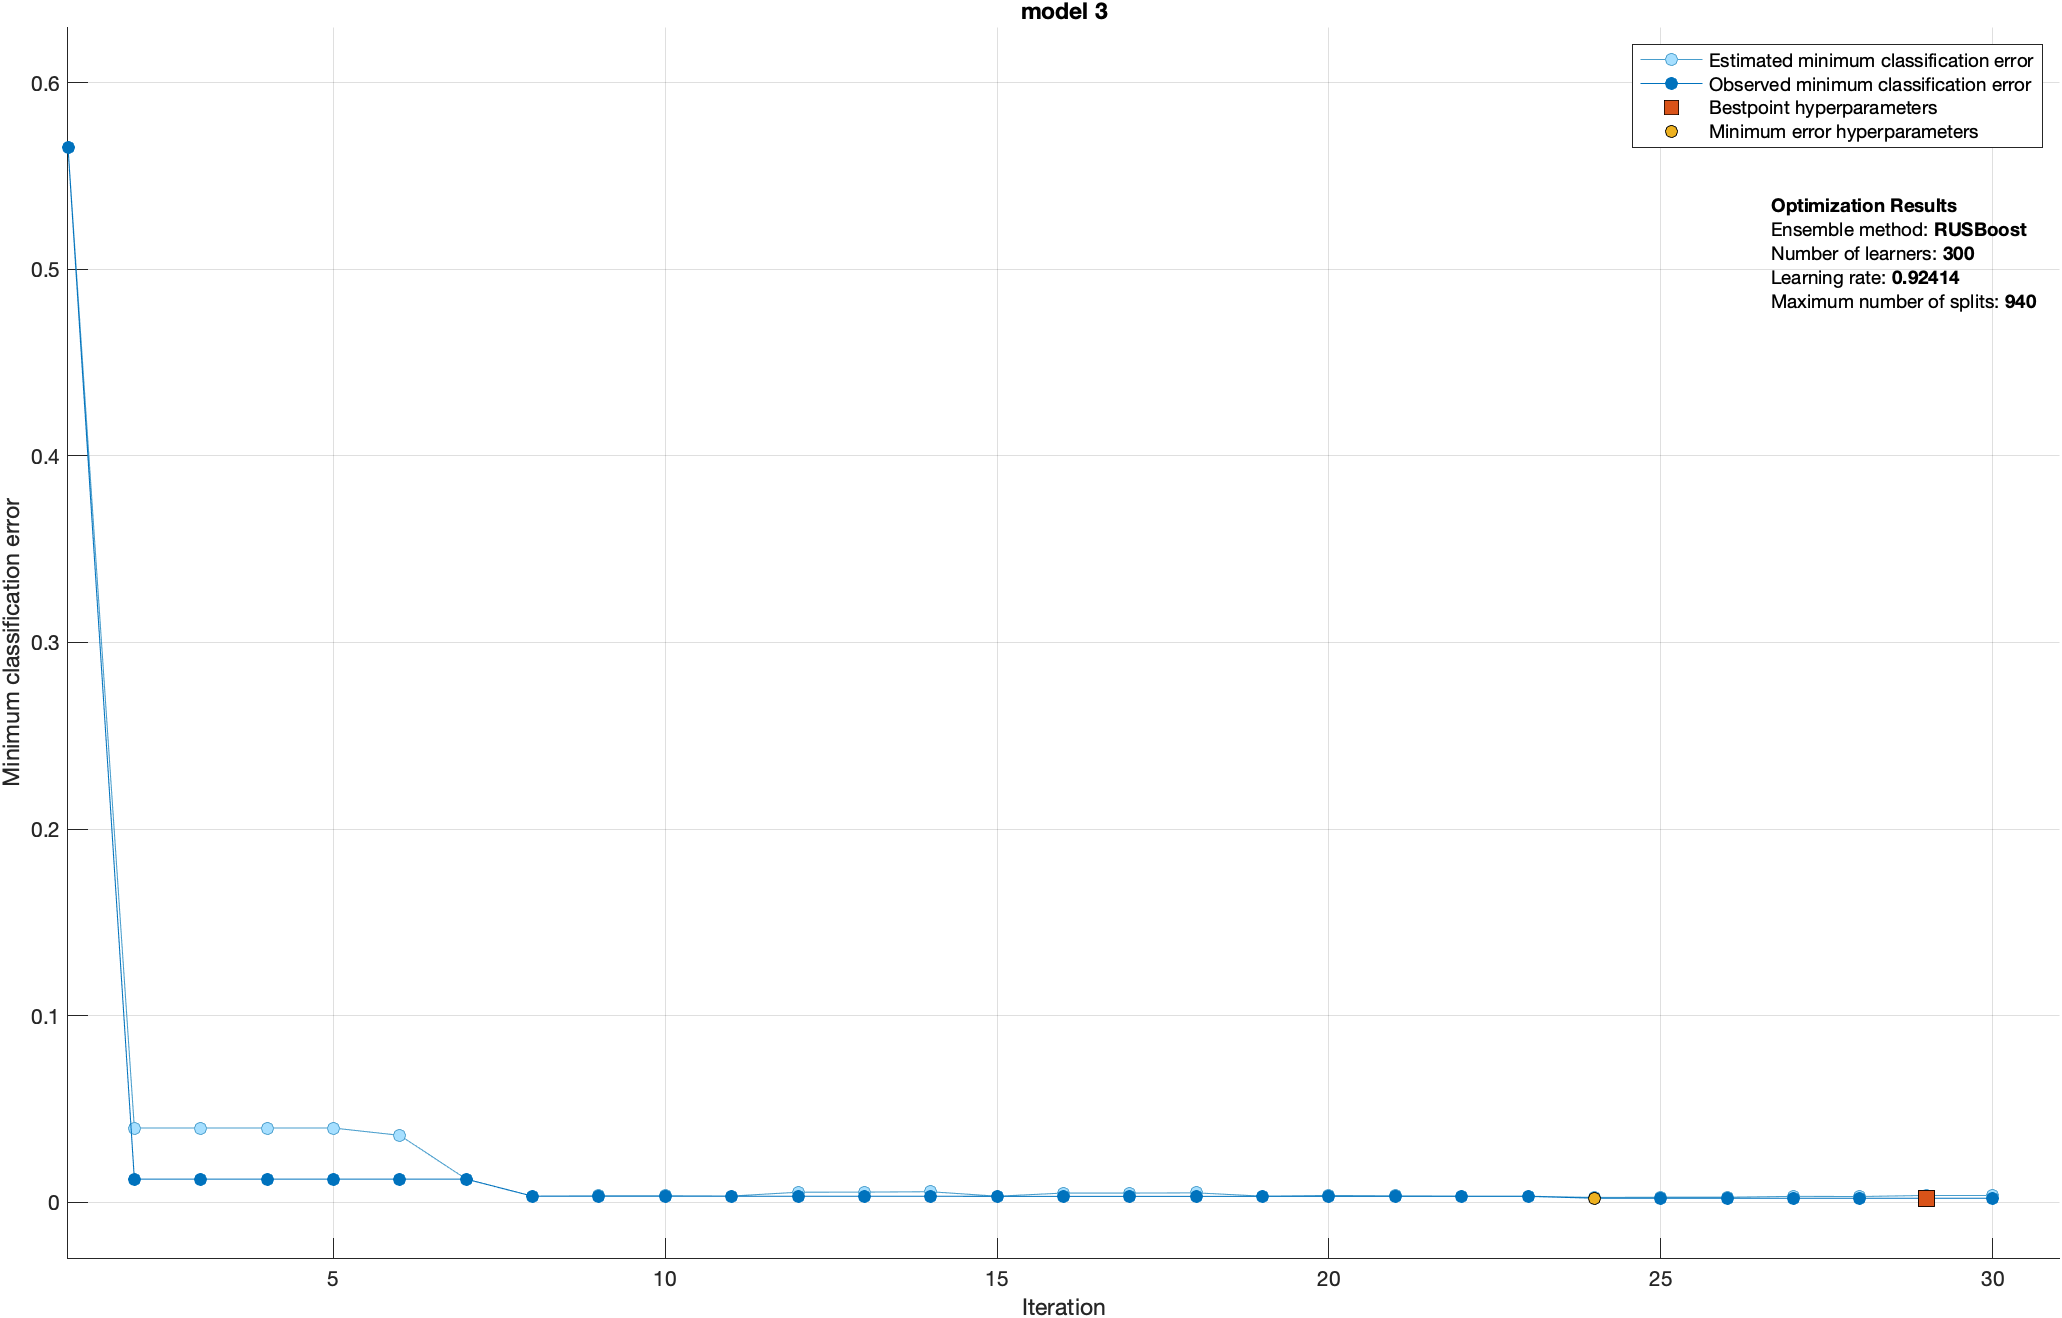 model 3
Estimated minimum classification error
Observed minimum classification error
Bestpoint hyperparameters
Minimum error hyperparameters
Optimization Results
Ensemble method: RUSBoost
Number of learners: 300
Learning rate: 0.92414
Maximum number of splits: 940
Minimum classification error
0.6
0.5
0.4
0.3
0.2
0.1
0
5 10 15 20 25 30
Iteration